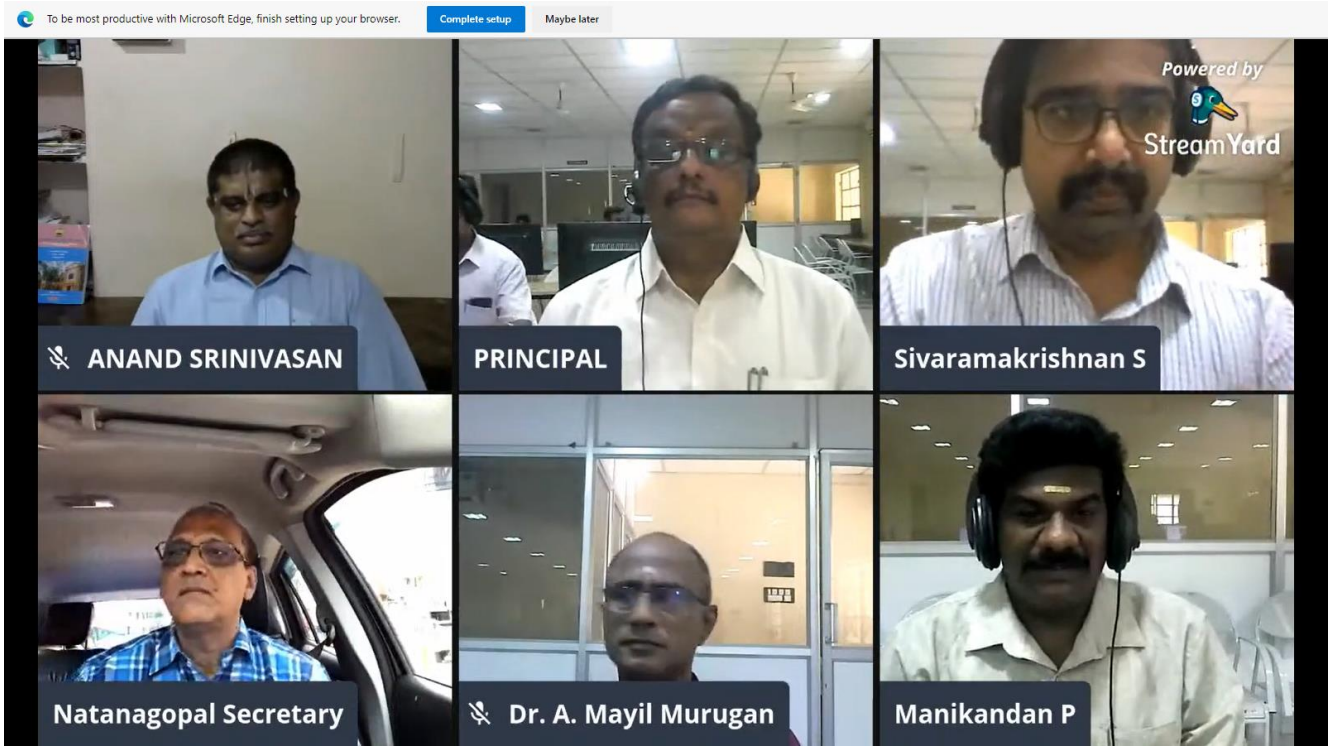 To be most productive with Microsoft Edge, finish setting up your browser.
Complete setup
Maybe later
Powered by
StreamYard
ANAND SRINIVASAN
PRINCIPAL
Sivaramakrishnan S
Natanagopal Secretary
Dr. A. Mayil Murugan
Manikandan P